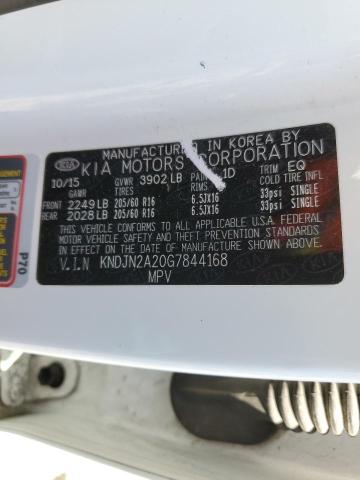 MANUFACTURED IN KOREA BY
KIA KIA MOTORS CORPORATION
10/15 GVWR 3902 LB 1D TRIM EQ
GAWR TIRES RIMS COLD TIRE INFL
FRONT 2249 LB 205/60 R16 6.5JX16 33psi SINGLE
REAR 2028 LB 205/60 R16 6.5JX16 33psi SINGLE
THIS VEHICLE CONFORMS TO ALL APPLICABLE FEDERAL
MOTOR VEHICLE SAFETY AND THEFT PREVENTION STANDARDS
IN EFFECT ON THE DATE OF MANUFACTURE SHOWN ABOVE.
V.I.N KNDJN2A20G7844168
MPV
P70